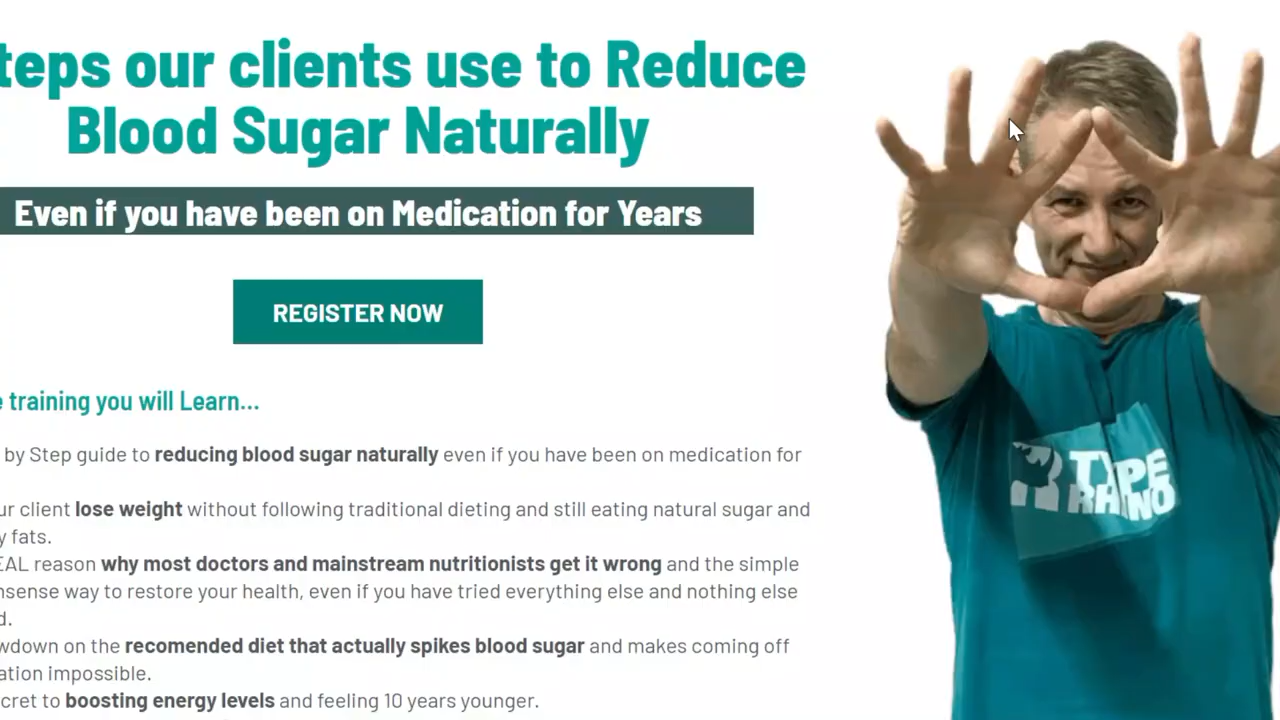 teps our clients use to Reduce
Blood Sugar Naturally
Even if you have been on Medication for Years
REGISTER NOW
e training you will Learn...
by Step guide to reducing blood sugar naturally even if you have been on medication for
ur client lose weight without following traditional dieting and still eating natural sugar and
y fats.
EAL reason why most doctors and mainstream nutritionists get it wrong and the simple
nsense way to restore your health, even if you have tried everything else and nothing else
d.
wdown on the recomended diet that actually spikes blood sugar and makes coming off
ation impossible.
cret to boosting energy levels and feeling 10 years younger.
TYPE
RHINO